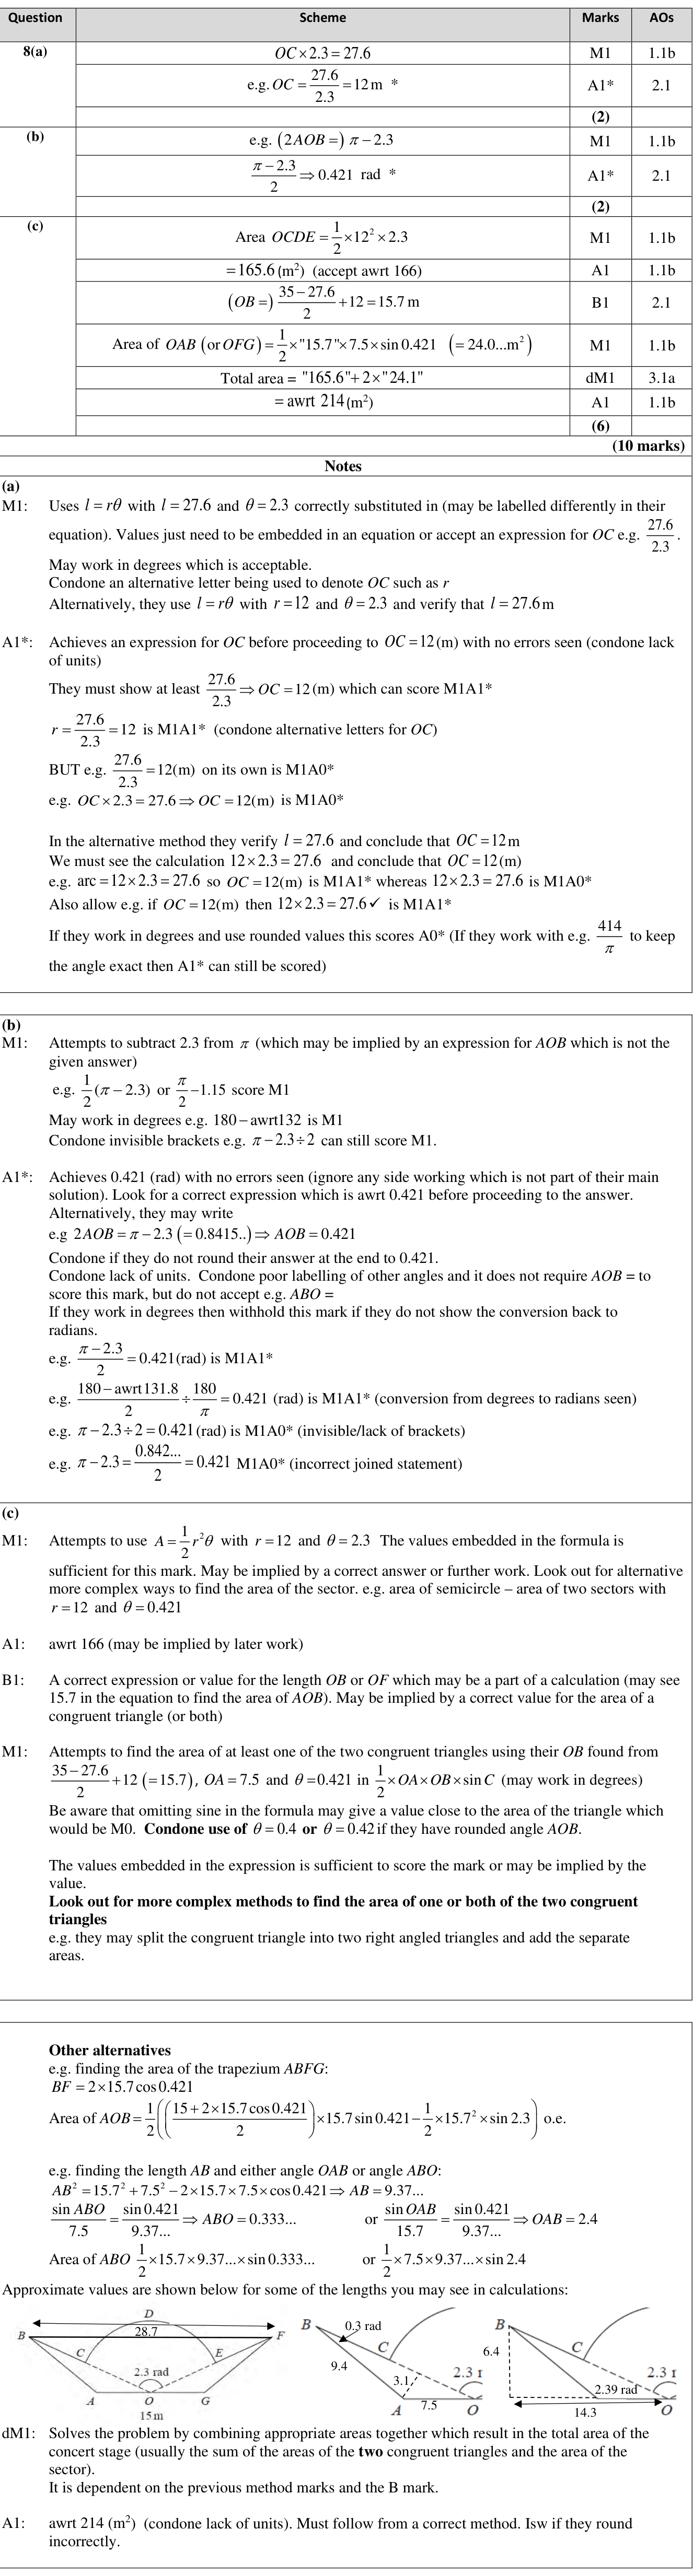 Question Scheme Marks AOs
8(a) OC × 2.3 = 27.6 M1 1.1b
e.g. OC = 27.6/2.3 = 12 m * A1* 2.1
(2)
(b) e.g. (2AOB =) π − 2.3 M1 1.1b
(π − 2.3)/2 ⇒ 0.421 rad * A1* 2.1
(2)
(c) Area OCDE = 1/2 × 12² × 2.3 M1 1.1b
= 165.6 (m²) (accept awrt 166) A1 1.1b
(OB =) (35 − 27.6)/2 + 12 = 15.7 m B1 2.1
Area of OAB (or OFG) = 1/2 × "15.7" × 7.5 × sin 0.421 (= 24.0...m²) M1 1.1b
Total area = "165.6" + 2 × "24.1" dM1 3.1a
= awrt 214 (m²) A1 1.1b
(6)
(10 marks)
Notes
(a)
M1: Uses l = rθ with l = 27.6 and θ = 2.3 correctly substituted in (may be labelled differently in their
equation). Values just need to be embedded in an equation or accept an expression for OC e.g. 27.6/2.3.
May work in degrees which is acceptable.
Condone an alternative letter being used to denote OC such as r
Alternatively, they use l = rθ with r = 12 and θ = 2.3 and verify that l = 27.6 m
A1*: Achieves an expression for OC before proceeding to OC = 12 (m) with no errors seen (condone lack
of units)
They must show at least 27.6/2.3 ⇒ OC = 12 (m) which can score M1A1*
r = 27.6/2.3 = 12 is M1A1* (condone alternative letters for OC)
BUT e.g. 27.6/2.3 = 12(m) on its own is M1A0*
e.g. OC × 2.3 = 27.6 ⇒ OC = 12(m) is M1A0*
In the alternative method they verify l = 27.6 and conclude that OC = 12 m
We must see the calculation 12 × 2.3 = 27.6 and conclude that OC = 12 (m)
e.g. arc = 12 × 2.3 = 27.6 so OC = 12(m) is M1A1* whereas 12 × 2.3 = 27.6 is M1A0*
Also allow e.g. if OC = 12(m) then 12 × 2.3 = 27.6 ✓ is M1A1*
If they work in degrees and use rounded values this scores A0* (If they work with e.g. 414/π to keep
the angle exact then A1* can still be scored)
(b)
M1: Attempts to subtract 2.3 from π (which may be implied by an expression for AOB which is not the
given answer)
e.g. 1/2(π − 2.3) or π/2 − 1.15 score M1
May work in degrees e.g. 180 − awrt132 is M1
Condone invisible brackets e.g. π − 2.3 ÷ 2 can still score M1.
A1*: Achieves 0.421 (rad) with no errors seen (ignore any side working which is not part of their main
solution). Look for a correct expression which is awrt 0.421 before proceeding to the answer.
Alternatively, they may write
e.g 2AOB = π − 2.3 (= 0.8415..) ⇒ AOB = 0.421
Condone if they do not round their answer at the end to 0.421.
Condone lack of units. Condone poor labelling of other angles and it does not require AOB = to
score this mark, but do not accept e.g. ABO =
If they work in degrees then withhold this mark if they do not show the conversion back to
radians.
e.g. (π − 2.3)/2 = 0.421 (rad) is M1A1*
e.g. (180 − awrt131.8)/2 ÷ 180/π = 0.421 (rad) is M1A1* (conversion from degrees to radians seen)
e.g. π − 2.3 ÷ 2 = 0.421 (rad) is M1A0* (invisible/lack of brackets)
e.g. π − 2.3 = 0.842.../2 = 0.421 M1A0* (incorrect joined statement)
(c)
M1: Attempts to use A = 1/2 r²θ with r = 12 and θ = 2.3 The values embedded in the formula is
sufficient for this mark. May be implied by a correct answer or further work. Look out for alternative
more complex ways to find the area of the sector. e.g. area of semicircle – area of two sectors with
r = 12 and θ = 0.421
A1: awrt 166 (may be implied by later work)
B1: A correct expression or value for the length OB or OF which may be a part of a calculation (may see
15.7 in the equation to find the area of AOB). May be implied by a correct value for the area of a
congruent triangle (or both)
M1: Attempts to find the area of at least one of the two congruent triangles using their OB found from
(35 − 27.6)/2 + 12 (= 15.7), OA = 7.5 and θ = 0.421 in 1/2 × OA × OB × sin C (may work in degrees)
Be aware that omitting sine in the formula may give a value close to the area of the triangle which
would be M0. Condone use of θ = 0.4 or θ = 0.42 if they have rounded angle AOB.
The values embedded in the expression is sufficient to score the mark or may be implied by the
value.
Look out for more complex methods to find the area of one or both of the two congruent
triangles
e.g. they may split the congruent triangle into two right angled triangles and add the separate
areas.
Other alternatives
e.g. finding the area of the trapezium ABFG:
BF = 2 × 15.7 cos 0.421
Area of AOB = 1/2(((15 + 2 × 15.7 cos 0.421)/2) × 15.7 sin 0.421 − 1/2 × 15.7² × sin 2.3) o.e.
e.g. finding the length AB and either angle OAB or angle ABO:
AB² = 15.7² + 7.5² − 2 × 15.7 × 7.5 × cos 0.421 ⇒ AB = 9.37...
sin ABO/7.5 = sin 0.421/9.37... ⇒ ABO = 0.333... or sin OAB/15.7 = sin 0.421/9.37... ⇒ OAB = 2.4
Area of ABO 1/2 × 15.7 × 9.37... × sin 0.333... or 1/2 × 7.5 × 9.37... × sin 2.4
Approximate values are shown below for some of the lengths you may see in calculations:
D
28.7
B F
C E
2.3 rad
A O G
15 m
B 0.3 rad
C
9.4
3.1
2.3 r
7.5
A O
B
C
6.4
2.3 r
2.39 rad
14.3
O
dM1: Solves the problem by combining appropriate areas together which result in the total area of the
concert stage (usually the sum of the areas of the two congruent triangles and the area of the
sector).
It is dependent on the previous method marks and the B mark.
A1: awrt 214 (m²) (condone lack of units). Must follow from a correct method. Isw if they round
incorrectly.